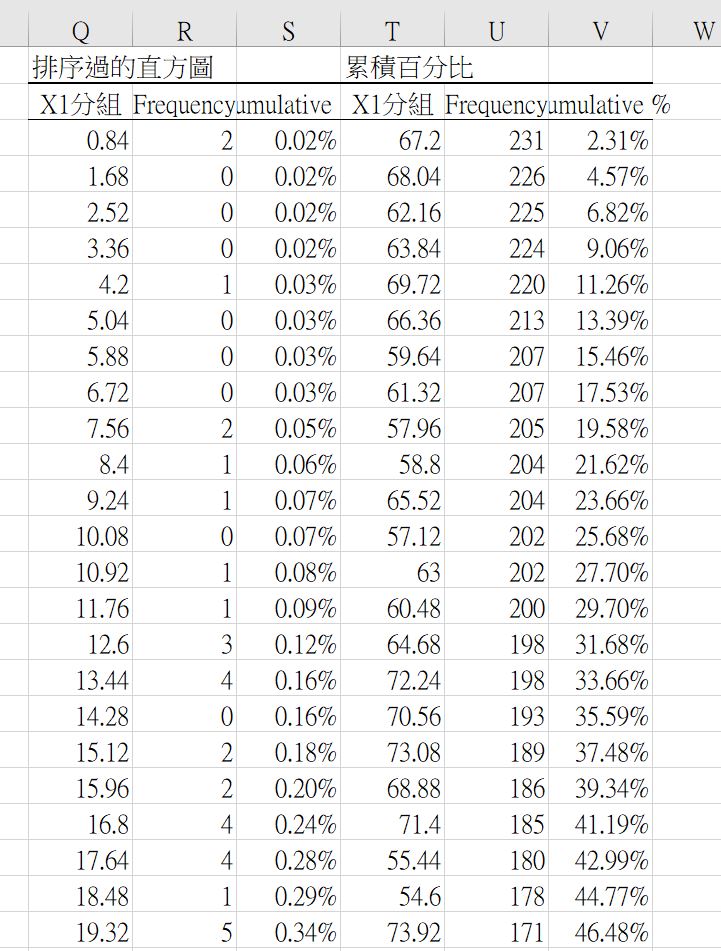 Q R S T U V W
排序過的直方圖 累積百分比
X1分組 Frequency umulative X1分組 Frequency umulative %
0.84 2 0.02% 67.2 231 2.31%
1.68 0 0.02% 68.04 226 4.57%
2.52 0 0.02% 62.16 225 6.82%
3.36 0 0.02% 63.84 224 9.06%
4.2 1 0.03% 69.72 220 11.26%
5.04 0 0.03% 66.36 213 13.39%
5.88 0 0.03% 59.64 207 15.46%
6.72 0 0.03% 61.32 207 17.53%
7.56 2 0.05% 57.96 205 19.58%
8.4 1 0.06% 58.8 204 21.62%
9.24 1 0.07% 65.52 204 23.66%
10.08 0 0.07% 57.12 202 25.68%
10.92 1 0.08% 63 202 27.70%
11.76 1 0.09% 60.48 200 29.70%
12.6 3 0.12% 64.68 198 31.68%
13.44 4 0.16% 72.24 198 33.66%
14.28 0 0.16% 70.56 193 35.59%
15.12 2 0.18% 73.08 189 37.48%
15.96 2 0.20% 68.88 186 39.34%
16.8 4 0.24% 71.4 185 41.19%
17.64 4 0.28% 55.44 180 42.99%
18.48 1 0.29% 54.6 178 44.77%
19.32 5 0.34% 73.92 171 46.48%